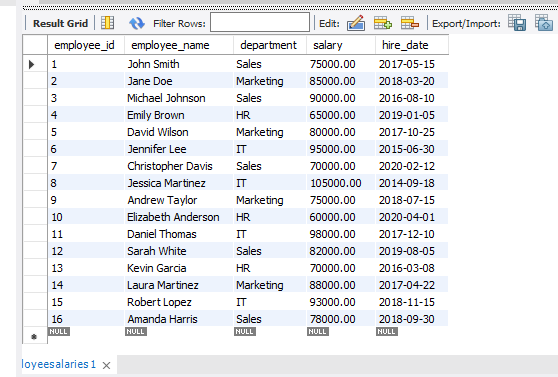 Result Grid Filter Rows: Edit: Export/Import:
employee_id employee_name department salary hire_date
1 John Smith Sales 75000.00 2017-05-15
2 Jane Doe Marketing 85000.00 2018-03-20
3 Michael Johnson Sales 90000.00 2016-08-10
4 Emily Brown HR 65000.00 2019-01-05
5 David Wilson Marketing 80000.00 2017-10-25
6 Jennifer Lee IT 95000.00 2015-06-30
7 Christopher Davis Sales 70000.00 2020-02-12
8 Jessica Martinez IT 105000.00 2014-09-18
9 Andrew Taylor Marketing 75000.00 2018-07-15
10 Elizabeth Anderson HR 60000.00 2020-04-01
11 Daniel Thomas IT 98000.00 2017-12-10
12 Sarah White Sales 82000.00 2019-08-05
13 Kevin Garcia HR 70000.00 2016-03-08
14 Laura Martinez Marketing 88000.00 2017-04-22
15 Robert Lopez IT 93000.00 2018-11-15
16 Amanda Harris Sales 78000.00 2018-09-30
NULL NULL NULL NULL NULL
loyeesalaries 1